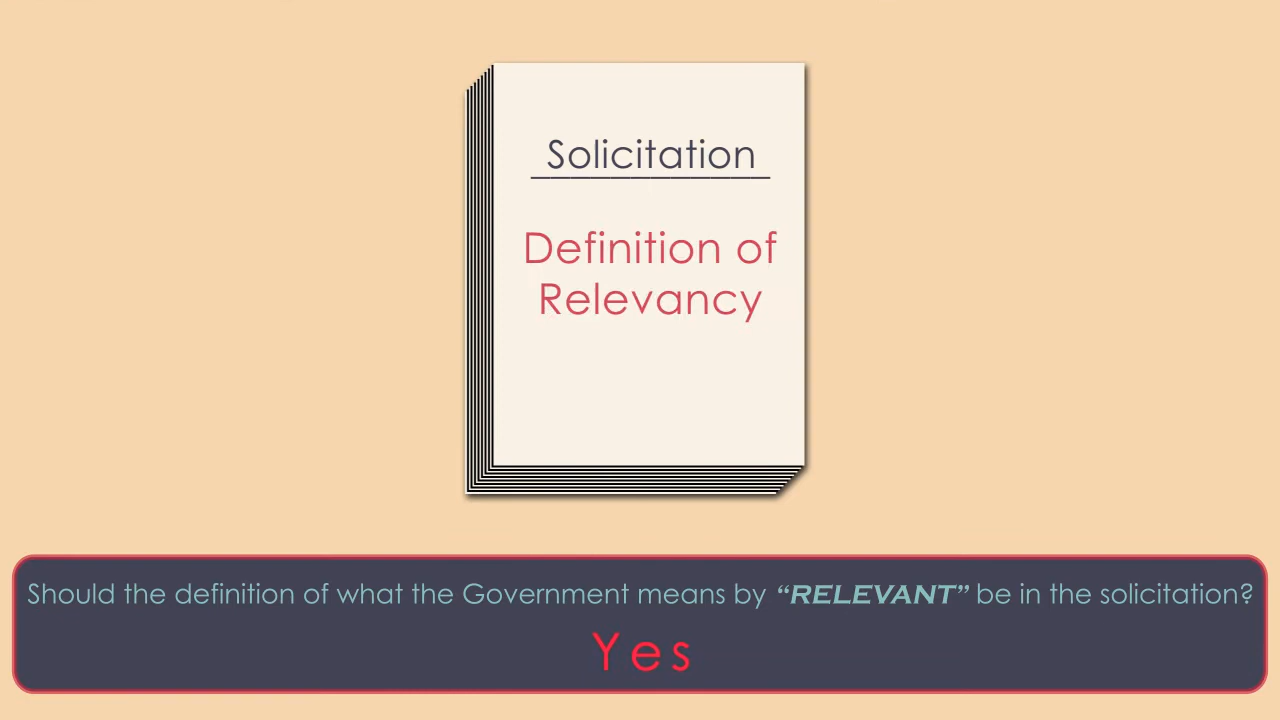 Solicitation
Definition of
Relevancy
Should the definition of what the Government means by “RELEVANT” be in the solicitation?
Yes